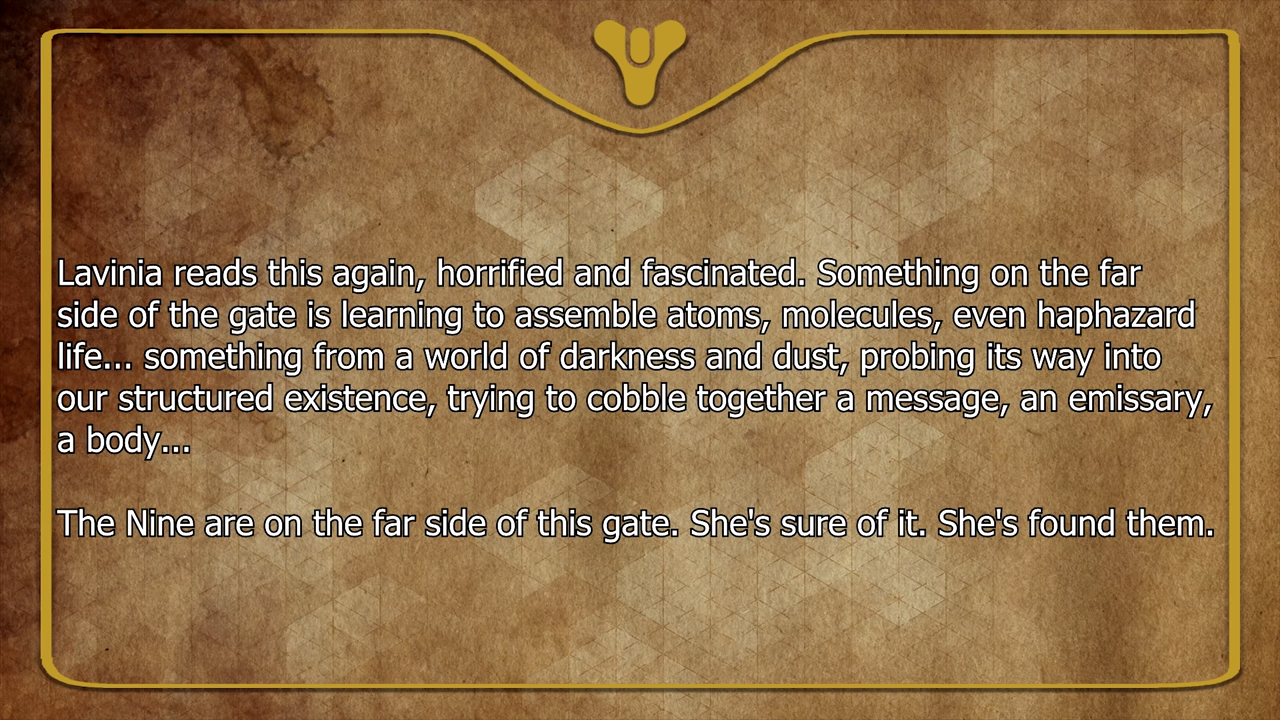 Lavinia reads this again, horrified and fascinated. Something on the far
side of the gate is learning to assemble atoms, molecules, even haphazard
life... something from a world of darkness and dust, probing its way into
our structured existence, trying to cobble together a message, an emissary,
a body...
The Nine are on the far side of this gate. She's sure of it. She's found them.